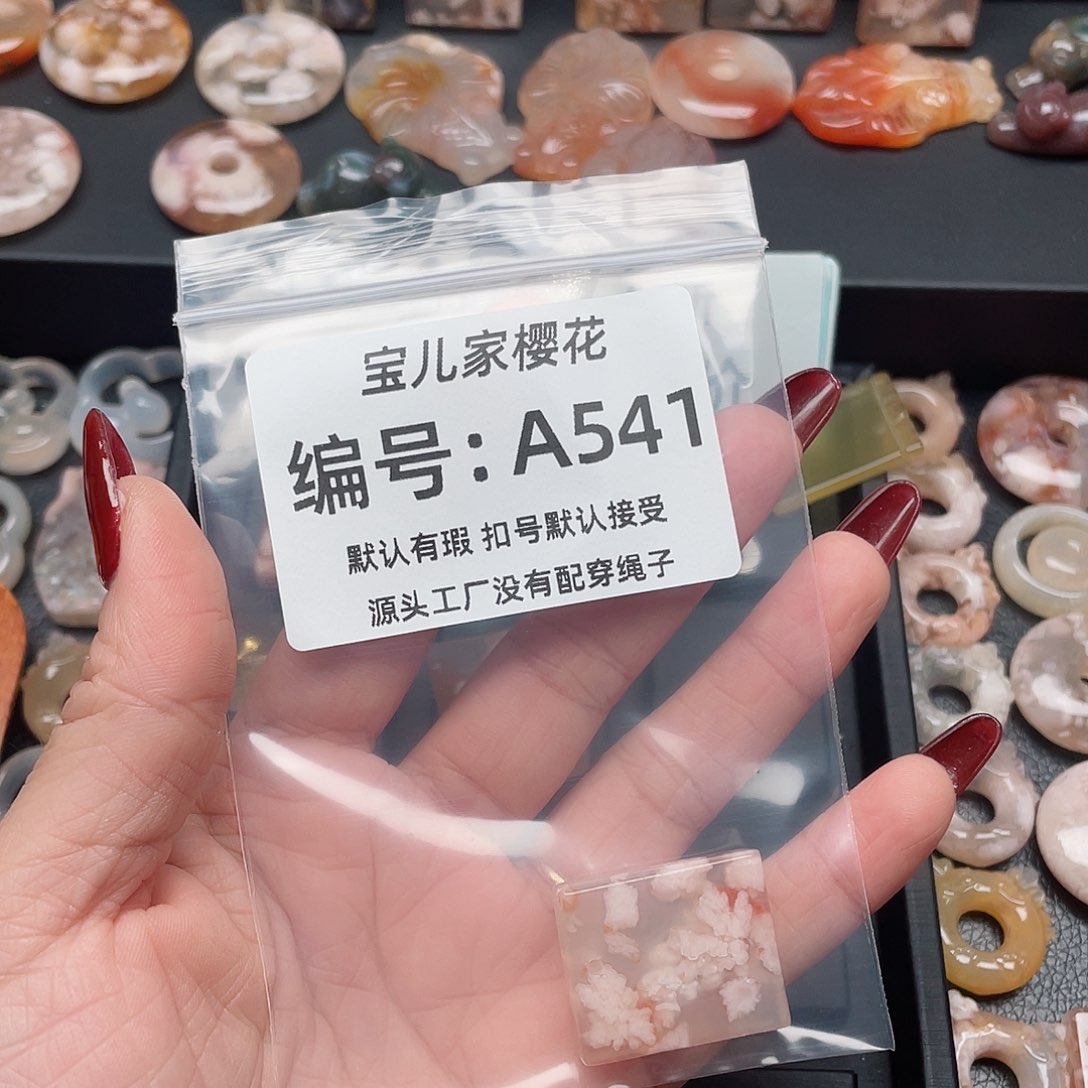 宝儿家樱花
编号：A541
默认有瑕 扣号默认接受
源头工厂没有配穿绳子